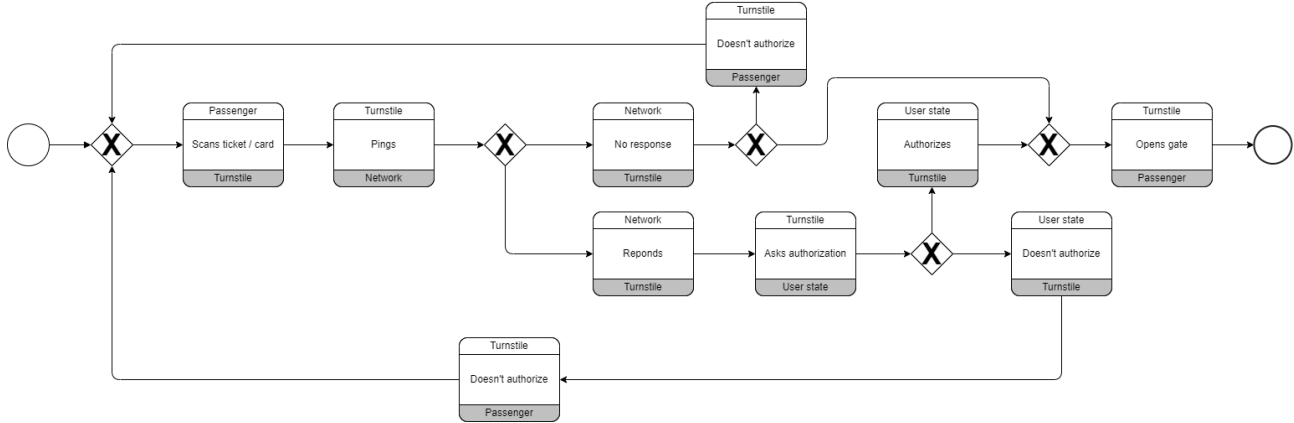 Turnstile
Doesn't authorize
Passenger
Passenger
Scans ticket / card
Turnstile
Turnstile
Pings
Network
X
X
Network
No response
Turnstile
X
User state
Authorizes
Turnstile
X
Turnstile
Opens gate
Passenger
Network
Reponds
Turnstile
Turnstile
Asks authorization
User state
X
User state
Doesn't authorize
Turnstile
Turnstile
Doesn't authorize
Passenger